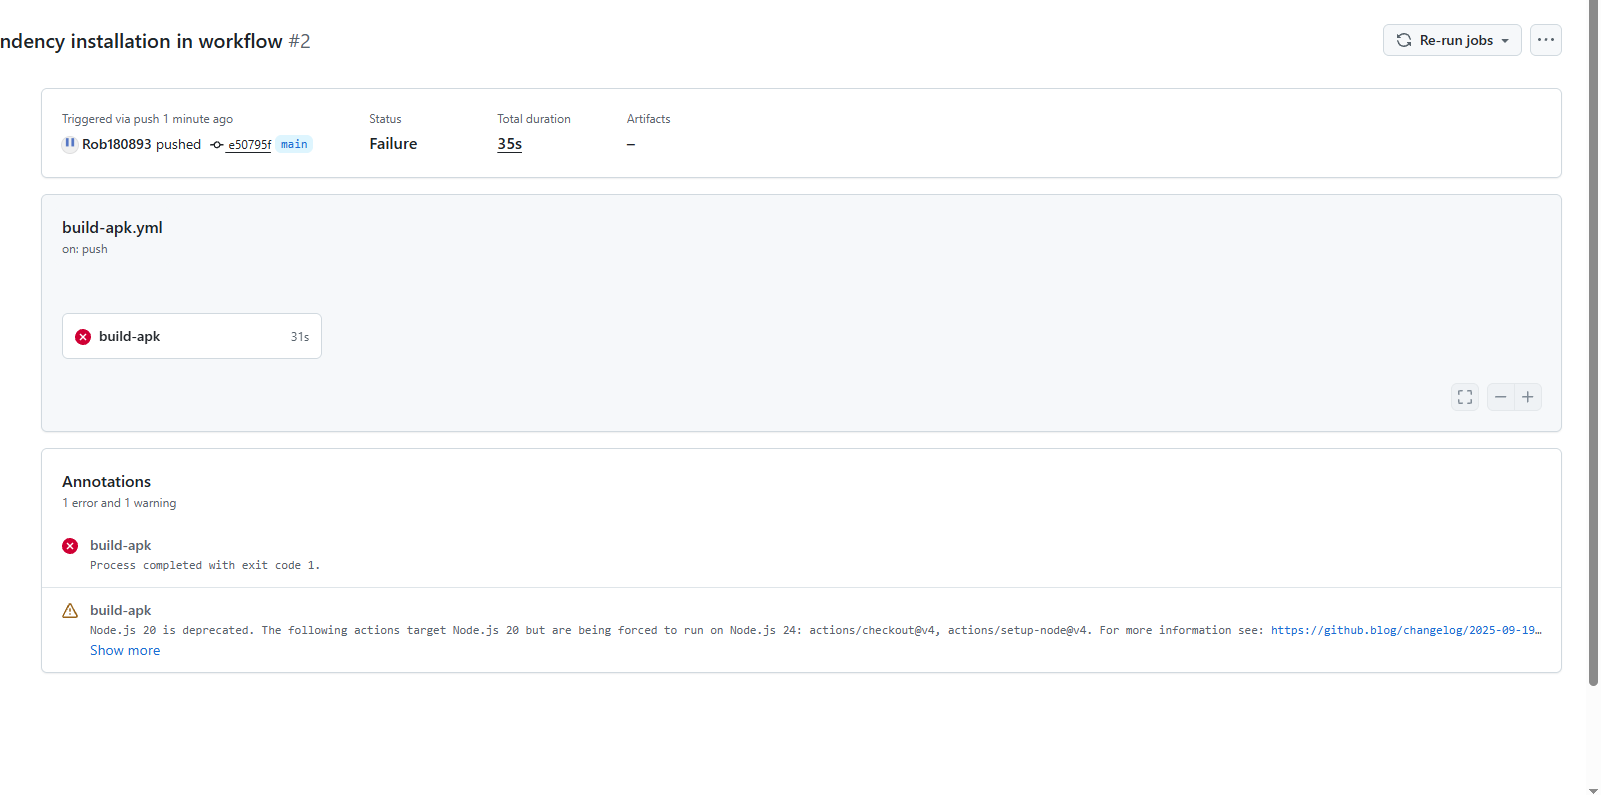 ndency installation in workflow #2
Re-run jobs
Triggered via push 1 minute ago
Rob180893 pushed e50795f main
Status
Failure
Total duration
35s
Artifacts
–
build-apk.yml
on: push
build-apk
31s
Annotations
1 error and 1 warning
build-apk
Process completed with exit code 1.
build-apk
Node.js 20 is deprecated. The following actions target Node.js 20 but are being forced to run on Node.js 24: actions/checkout@v4, actions/setup-node@v4. For more information see: https://github.blog/changelog/2025-09-19…
Show more